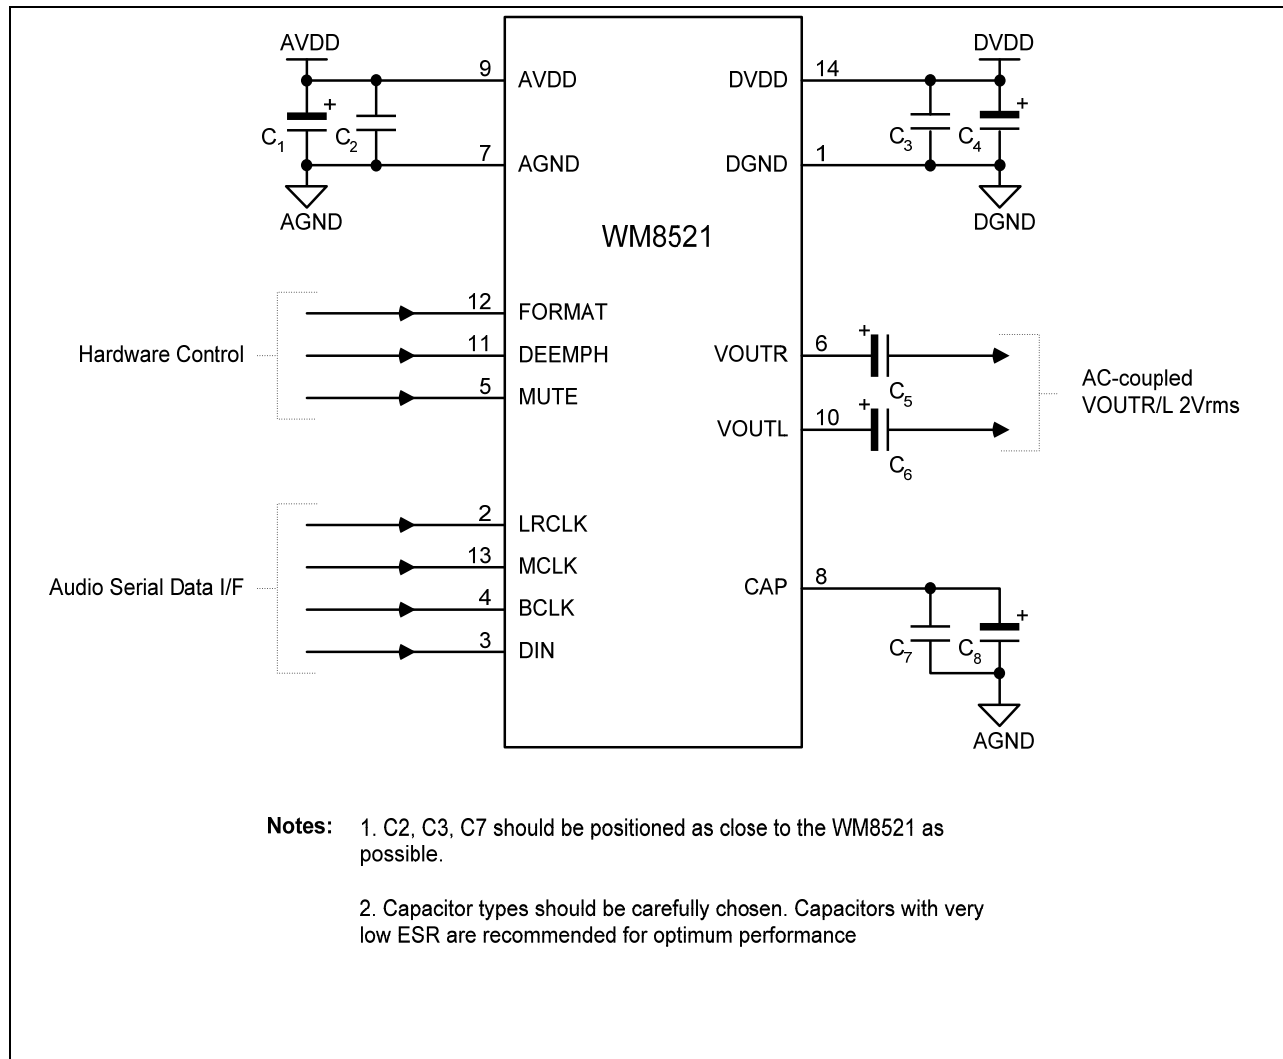 AVDD
9
AVDD
+
C1
C2
7
AGND
AGND
DVDD
DVDD
14
+
C3
C4
DGND
1
DGND
WM8521
Hardware Control
12
FORMAT
11
DEEMPH
5
MUTE
VOUTR
6
+
C5
VOUTL
10
+
C6
AC-coupled
VOUTR/L 2Vrms
Audio Serial Data I/F
2
LRCLK
13
MCLK
4
BCLK
3
DIN
CAP
8
+
C7
C8
AGND
Notes: 1. C2, C3, C7 should be positioned as close to the WM8521 as
possible.
2. Capacitor types should be carefully chosen. Capacitors with very
low ESR are recommended for optimum performance